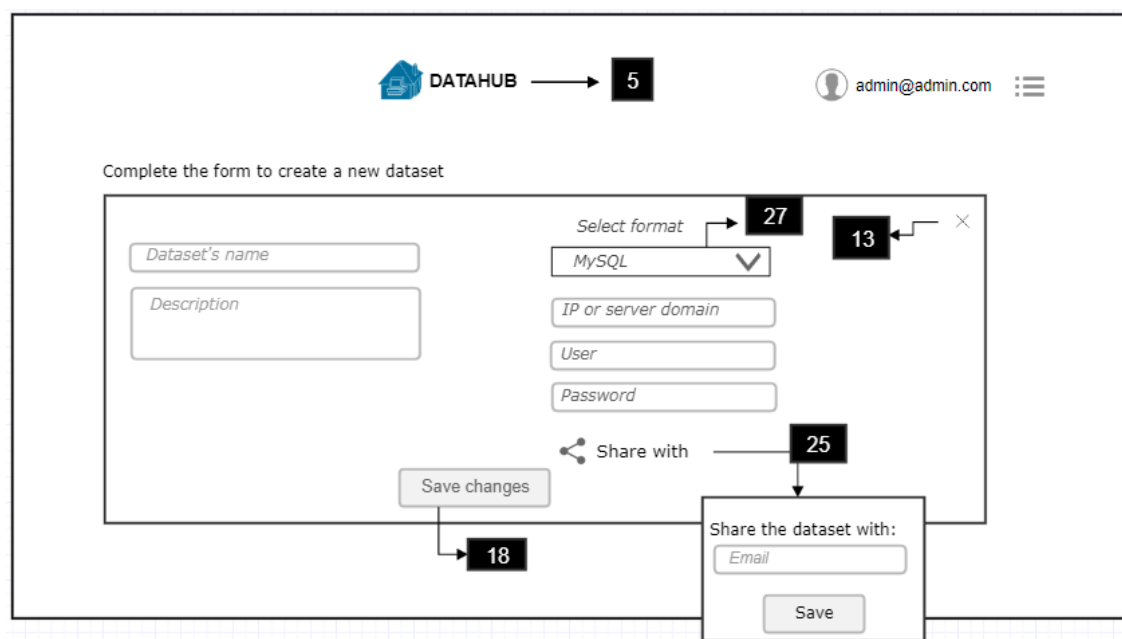 DATAHUB
5
admin@admin.com
Complete the form to create a new dataset
Select format
27
13
Dataset's name
MySQL
Description
IP or server domain
User
Password
Share with
25
Save changes
18
Share the dataset with:
Email
Save